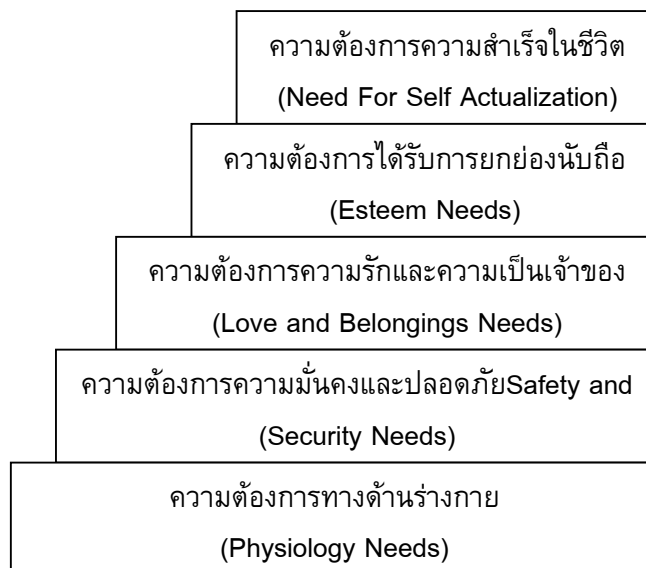 ความต้องการความสำเร็จในชีวิต
(Need For Self Actualization)
ความต้องการได้รับการยกย่องนับถือ
(Esteem Needs)
ความต้องการความรักและความเป็นเจ้าของ
(Love and Belongings Needs)
ความต้องการความมั่นคงและปลอดภัยSafety and
(Security Needs)
ความต้องการทางด้านร่างกาย
(Physiology Needs)